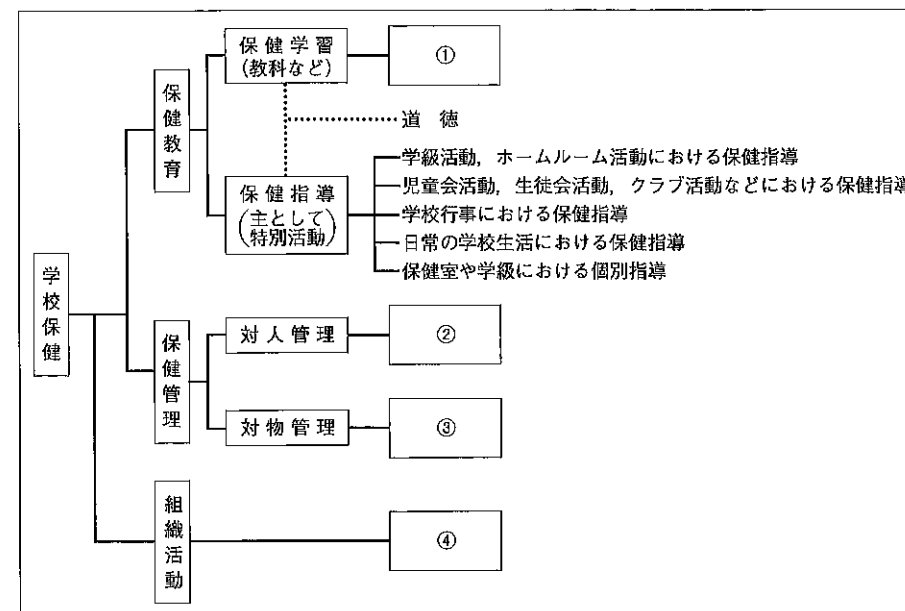 学校保健
保健教育
保健学習
(教科など)
①
道徳
保健指導
(主として
特別活動)
学級活動，ホームルーム活動における保健指導
児童会活動，生徒会活動，クラブ活動などにおける保健指導
学校行事における保健指導
日常の学校生活における保健指導
保健室や学級における個別指導
保健管理
対人管理
②
対物管理
③
組織活動
④